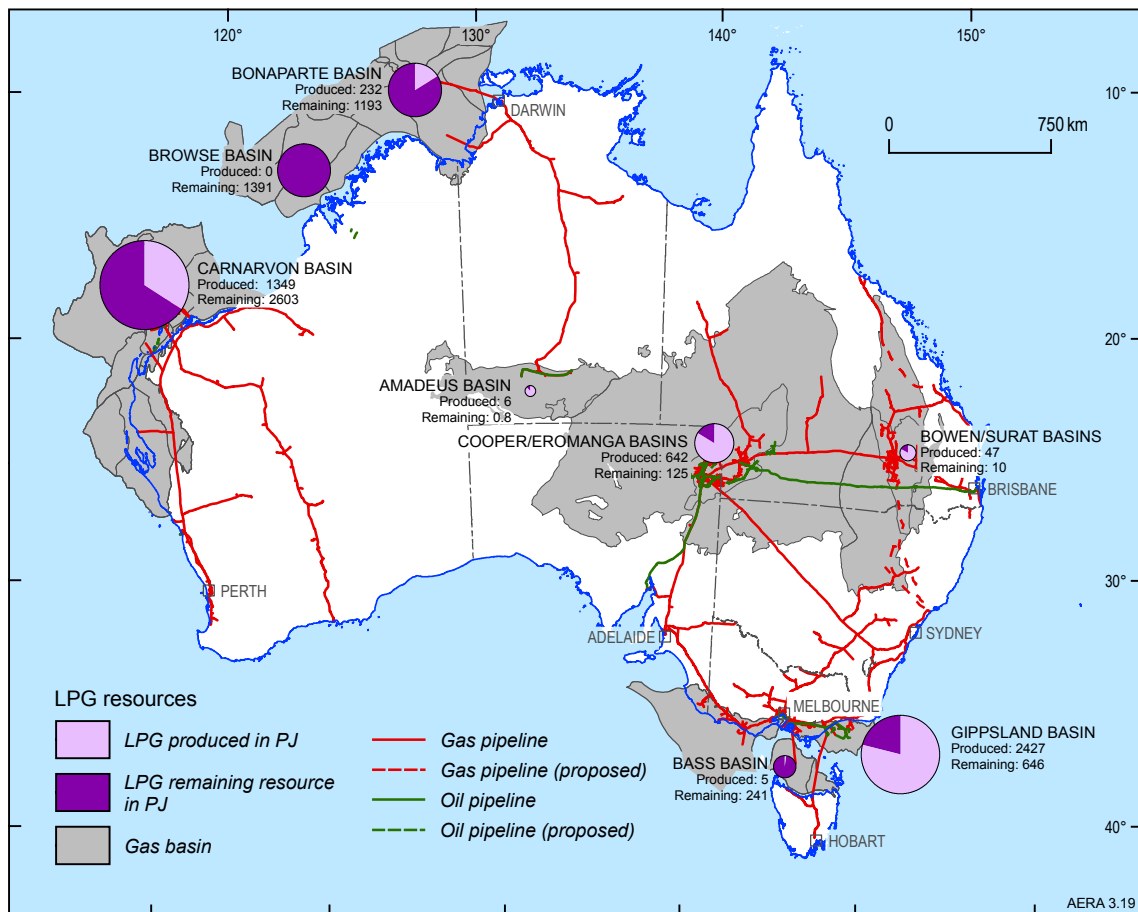 120°
130°
140°
150°
BONAPARTE BASIN
Produced: 232
Remaining: 1193
DARWIN
10°
0
750 km
BROWSE BASIN
Produced: 0
Remaining: 1391
CARNARVON BASIN
Produced: 1349
Remaining: 2603
20°
AMADEUS BASIN
Produced: 6
Remaining: 0.8
COOPER/EROMANGA BASINS
Produced: 642
Remaining: 125
BOWEN/SURAT BASINS
Produced: 47
Remaining: 10
BRISBANE
PERTH
30°
ADELAIDE
SYDNEY
MELBOURNE
GIPPSLAND BASIN
Produced: 2427
Remaining: 646
BASS BASIN
Produced: 5
Remaining: 241
40°
HOBART
LPG resources
LPG produced in PJ
LPG remaining resource
in PJ
Gas basin
Gas pipeline
Gas pipeline (proposed)
Oil pipeline
Oil pipeline (proposed)
AERA 3.19